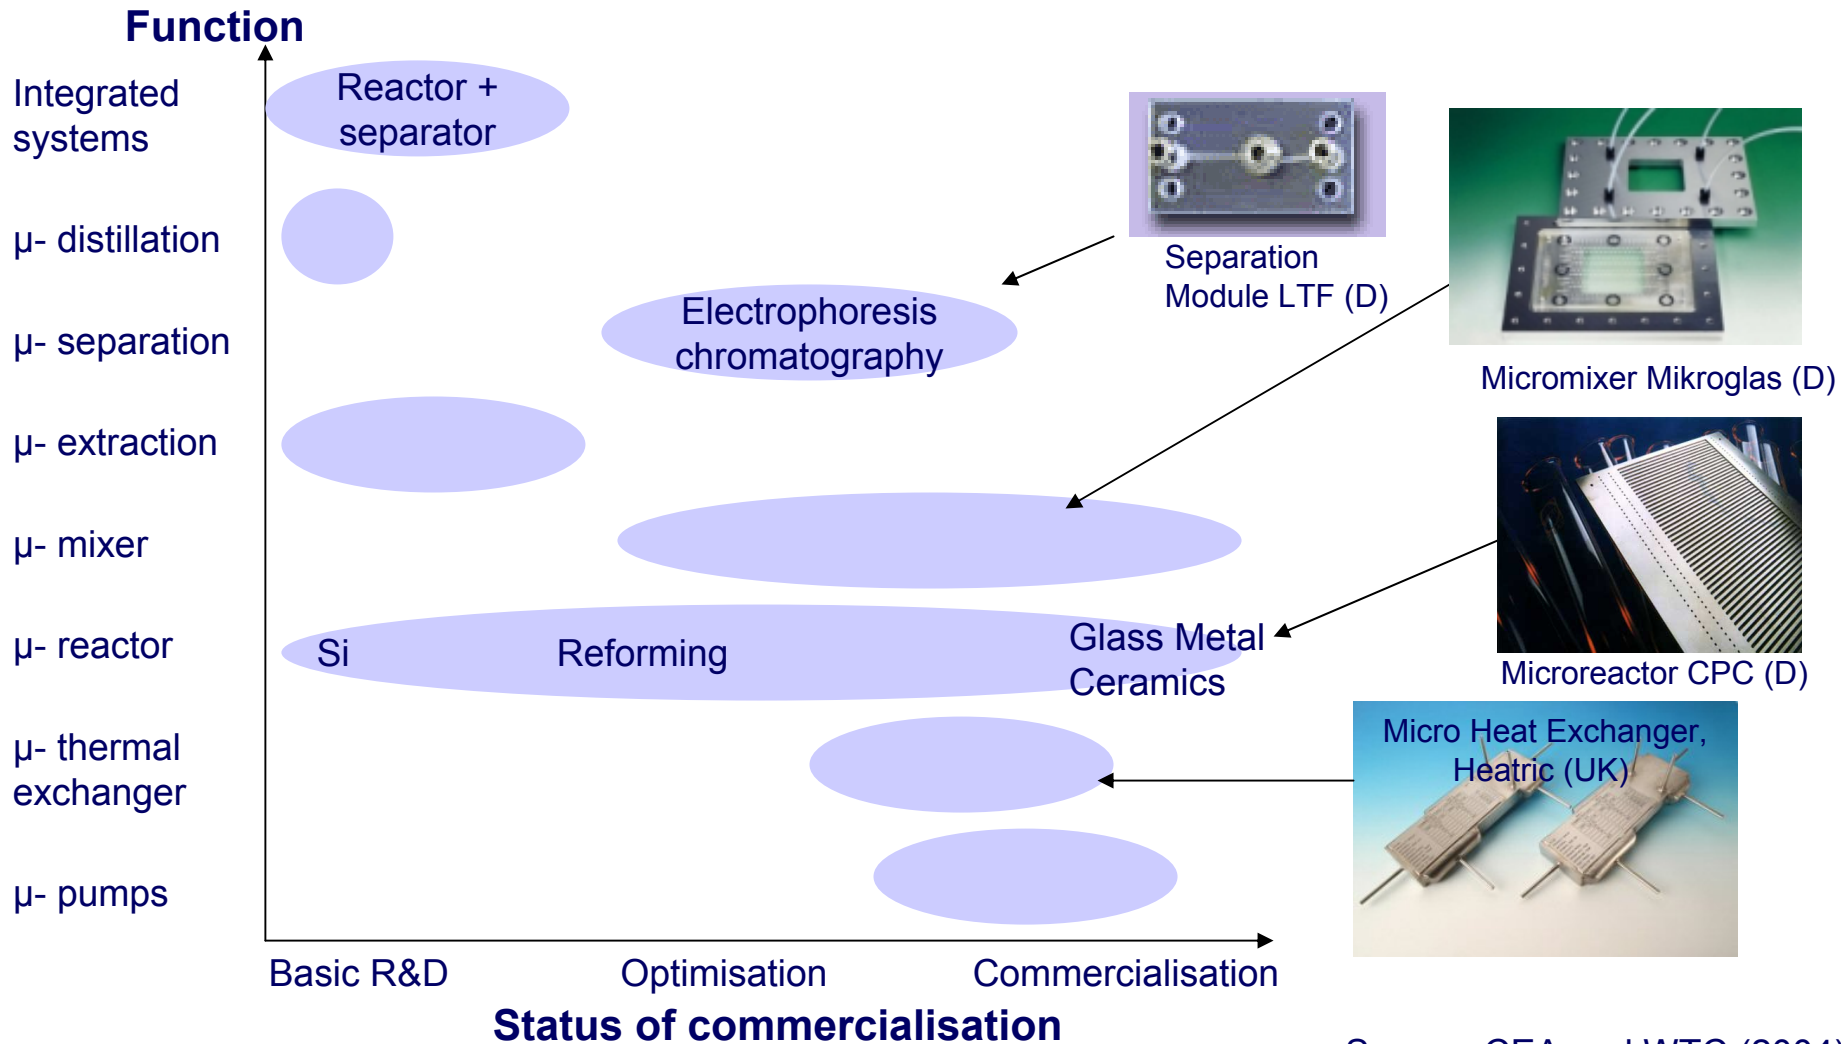 Function
Integrated
systems
Reactor +
separator
µ- distillation
Separation
Module LTF (D)
µ- separation
Electrophoresis
chromatography
Micromixer Mikroglas (D)
µ- extraction
µ- mixer
µ- reactor
Si
Reforming
Glass Metal
Ceramics
Microreactor CPC (D)
µ- thermal
exchanger
Micro Heat Exchanger,
Heatric (UK)
µ- pumps
Basic R&D
Optimisation
Commercialisation
Status of commercialisation
(2004)